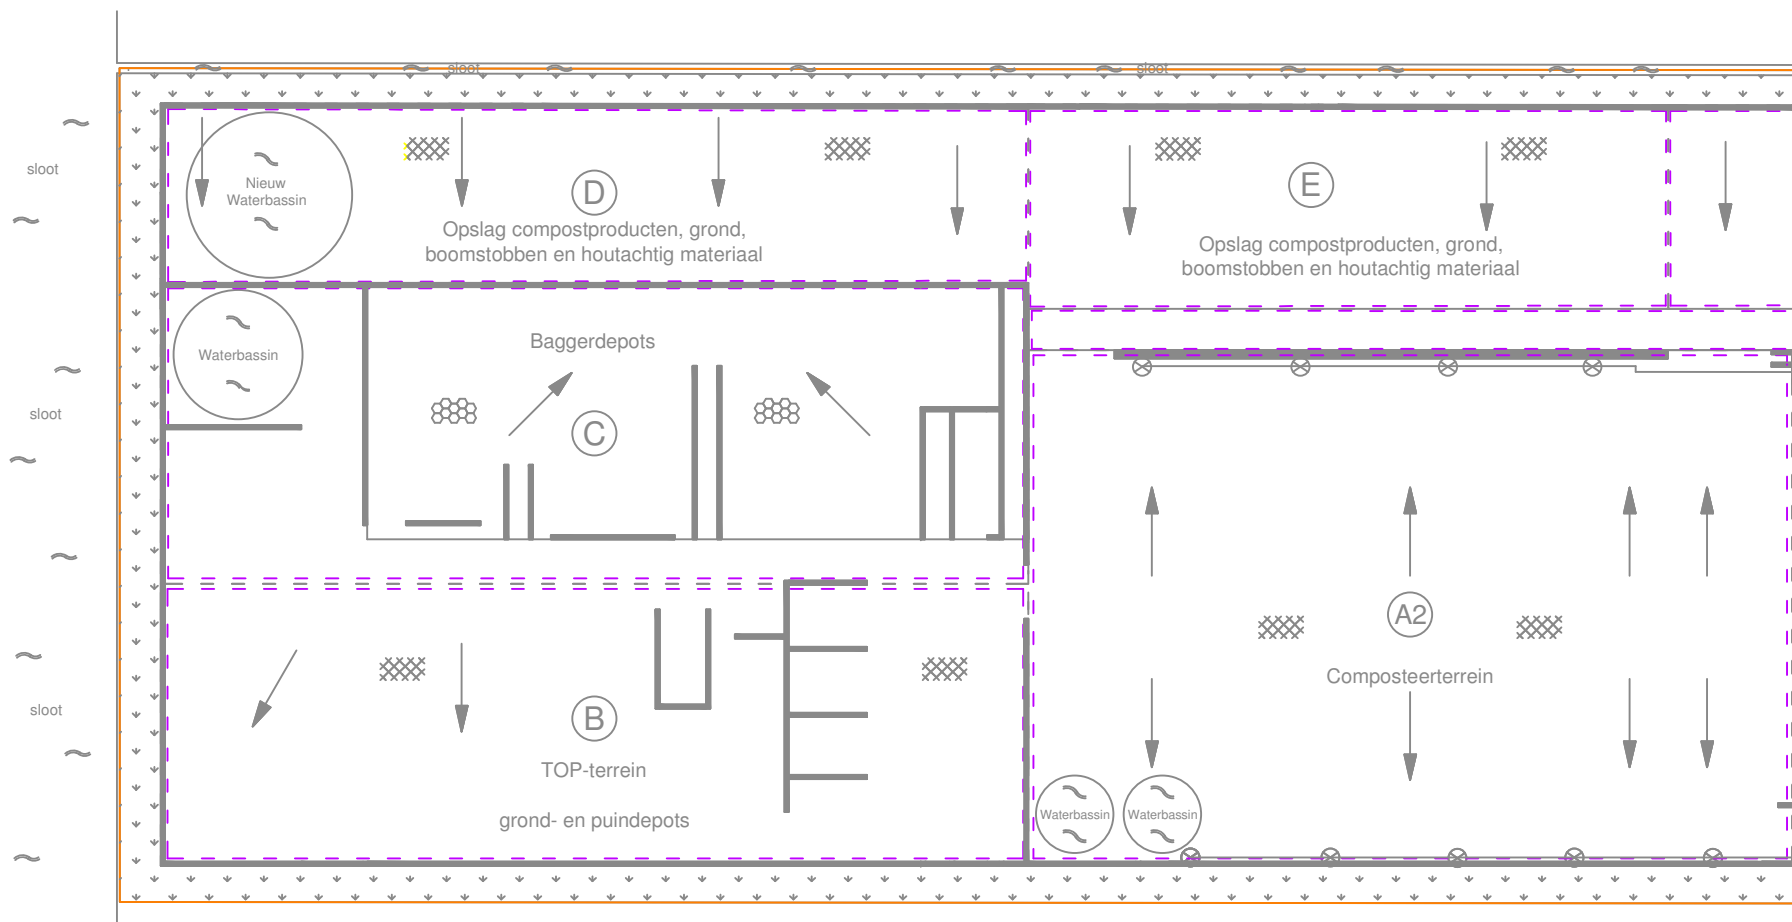 sloot
sloot
sloot
Nieuw
Waterbassin
D
Opslag compostproducten, grond,
boomstobben en houtachtig materiaal
E
Opslag compostproducten, grond,
boomstobben en houtachtig materiaal
Waterbassin
Baggerdepots
sloot
C
A2
Composteerterrein
sloot
B
TOP-terrein
grond- en puindepots
Waterbassin
Waterbassin